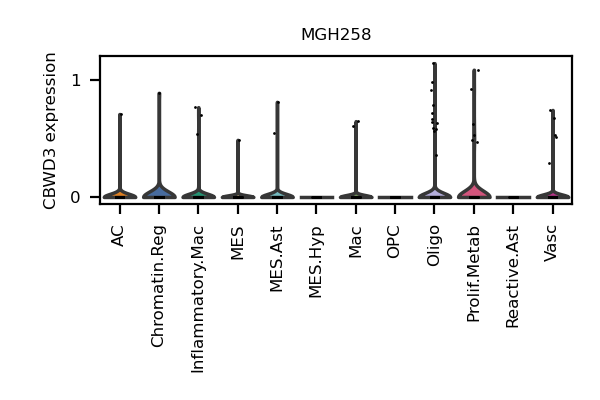 MGH258
CBWD3 expression
1
0
AC
Chromatin.Reg
Inflammatory.Mac
MES
MES.Ast
MES.Hyp
Mac
OPC
Oligo
Prolif.Metab
Reactive.Ast
Vasc